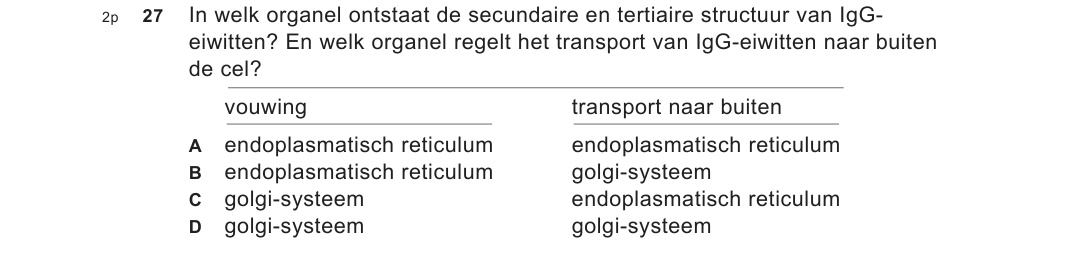 2p 27 In welk organel ontstaat de secundaire en tertiaire structuur van IgG-
eiwitten? En welk organel regelt het transport van IgG-eiwitten naar buiten
de cel?
vouwing transport naar buiten
A endoplasmatisch reticulum endoplasmatisch reticulum
B endoplasmatisch reticulum golgi-systeem
C golgi-systeem endoplasmatisch reticulum
D golgi-systeem golgi-systeem